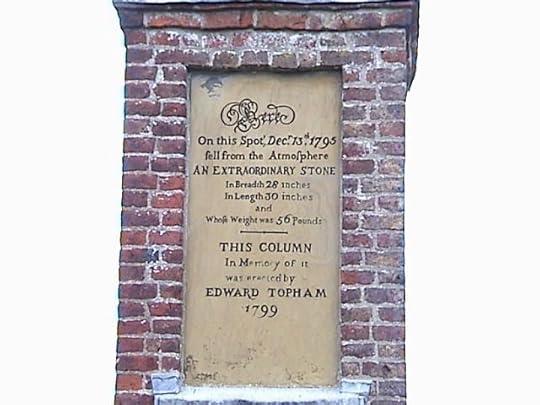 Here
On this Spot, Decr. 13th. 1795
fell from the Atmoſphere
AN EXTRAORDINARY STONE
In Breadth 28 inches
In Length 30 inches
and
Whoſe Weight was 56 Pounds
THIS COLUMN
In Memory of it
was erected by
EDWARD TOPHAM
1799